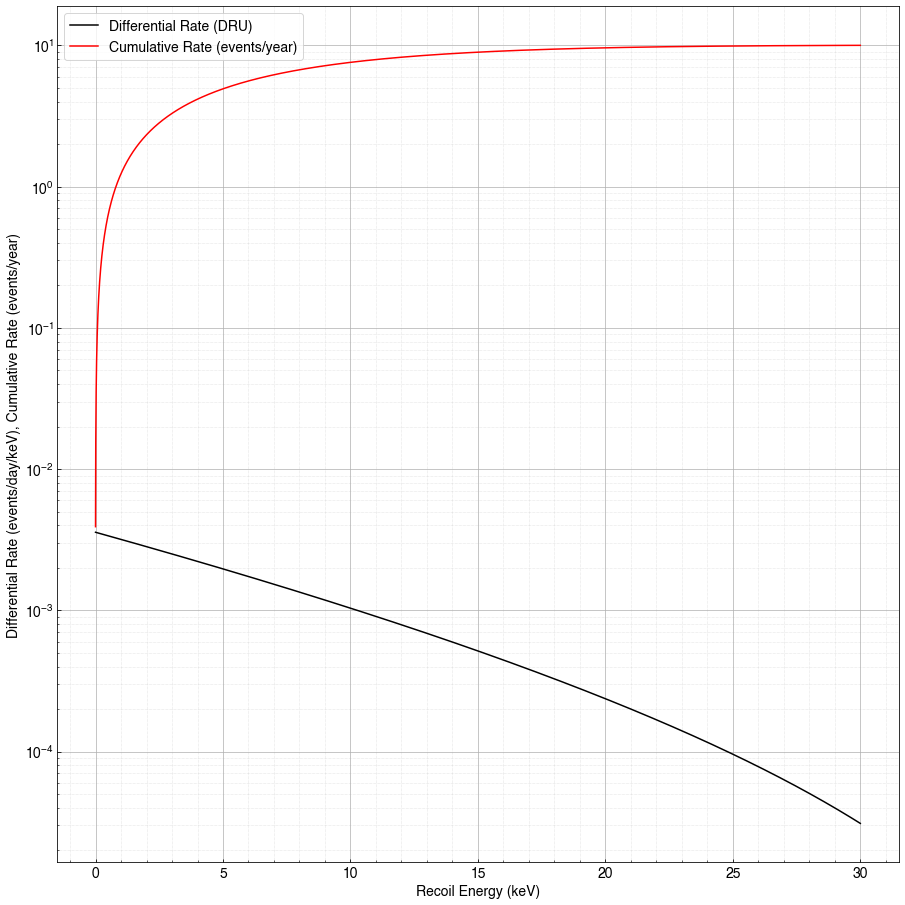 Differential Rate (DRU)
Cumulative Rate (events/year)
10¹
10⁰
10⁻¹
10⁻²
10⁻³
10⁻⁴
Differential Rate (events/day/keV), Cumulative Rate (events/year)
0 5 10 15 20 25 30
Recoil Energy (keV)